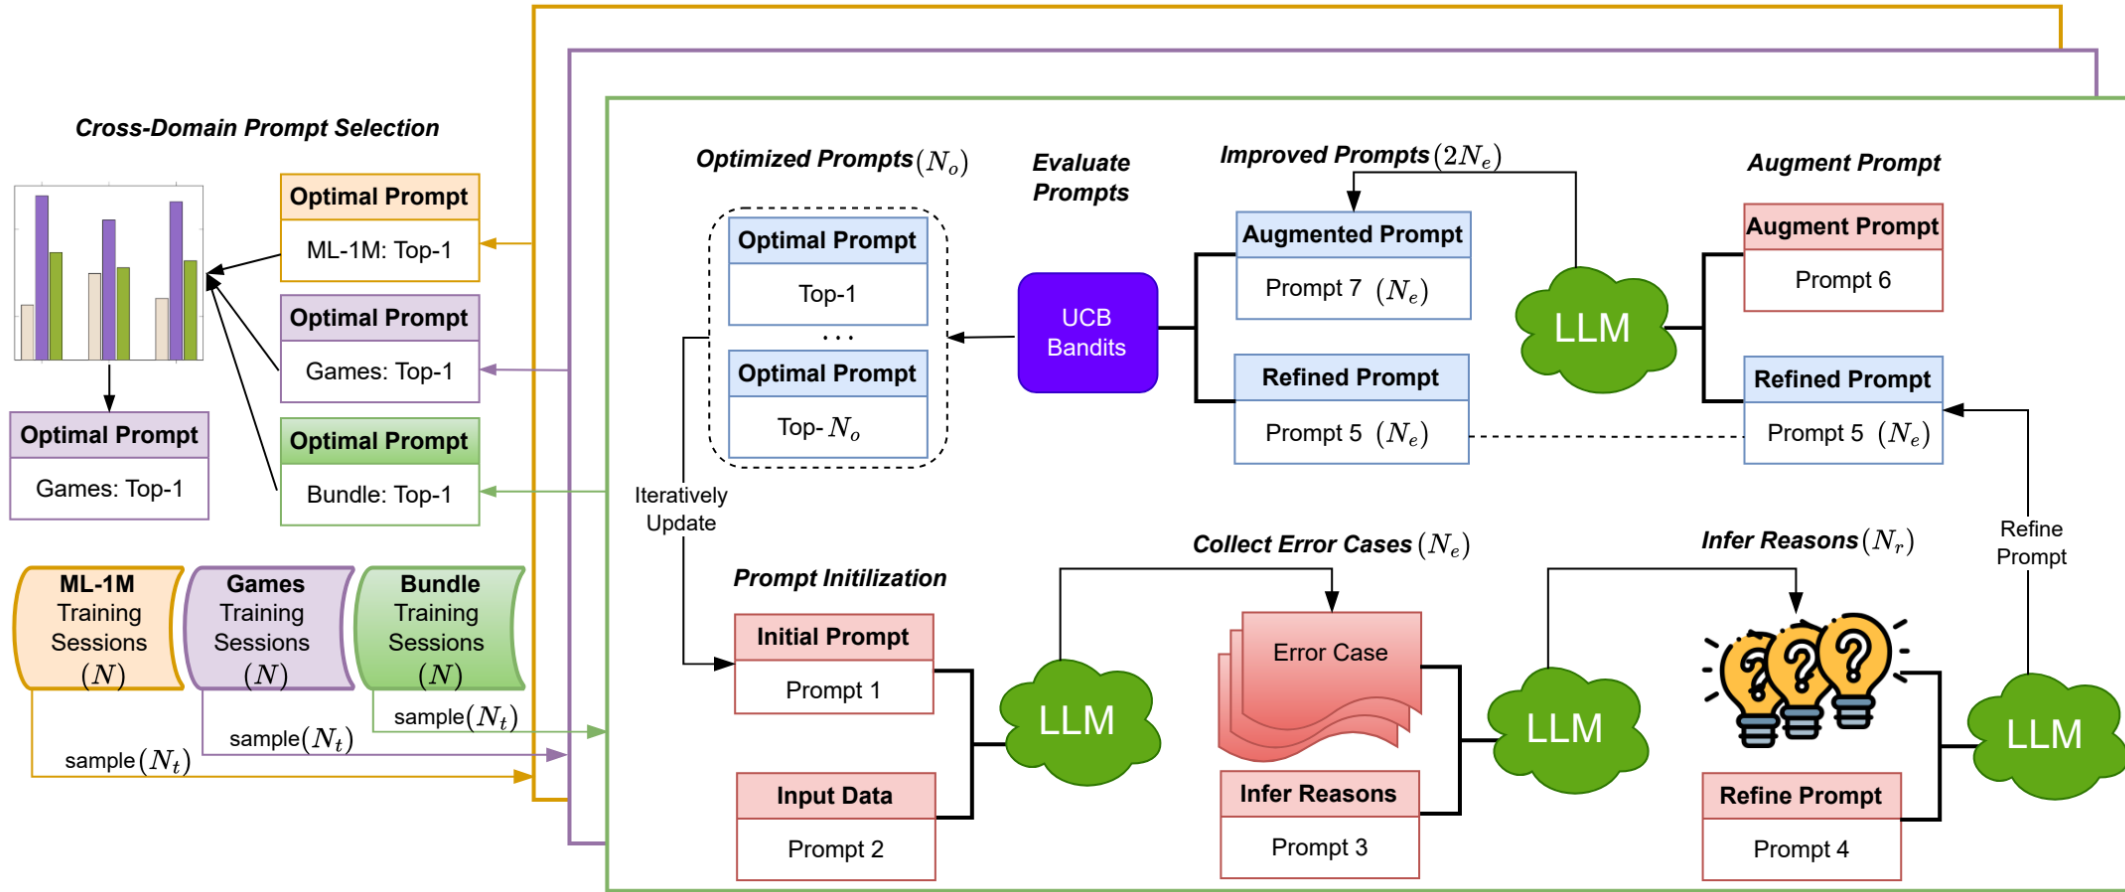 Cross-Domain Prompt Selection
Optimal Prompt
ML-1M: Top-1
Optimal Prompt
Games: Top-1
Optimal Prompt
Bundle: Top-1
Optimal Prompt
Games: Top-1
ML-1M
Training
Sessions
(N)
Games
Training
Sessions
(N)
Bundle
Training
Sessions
(N)
sample(N_t)
sample(N_t)
sample(N_t)
Optimized Prompts(N_o)
Optimal Prompt
Top-1
...
Optimal Prompt
Top-N_o
Iteratively
Update
Evaluate
Prompts
UCB
Bandits
Improved Prompts(2N_e)
Augmented Prompt
Prompt 7 (N_e)
Refined Prompt
Prompt 5 (N_e)
LLM
Augment Prompt
Augment Prompt
Prompt 6
Refined Prompt
Prompt 5 (N_e)
Prompt Initilization
Initial Prompt
Prompt 1
Input Data
Prompt 2
LLM
Collect Error Cases(N_e)
Error Case
Infer Reasons
Prompt 3
LLM
Infer Reasons(N_r)
Refine Prompt
Prompt 4
LLM
Refine
Prompt